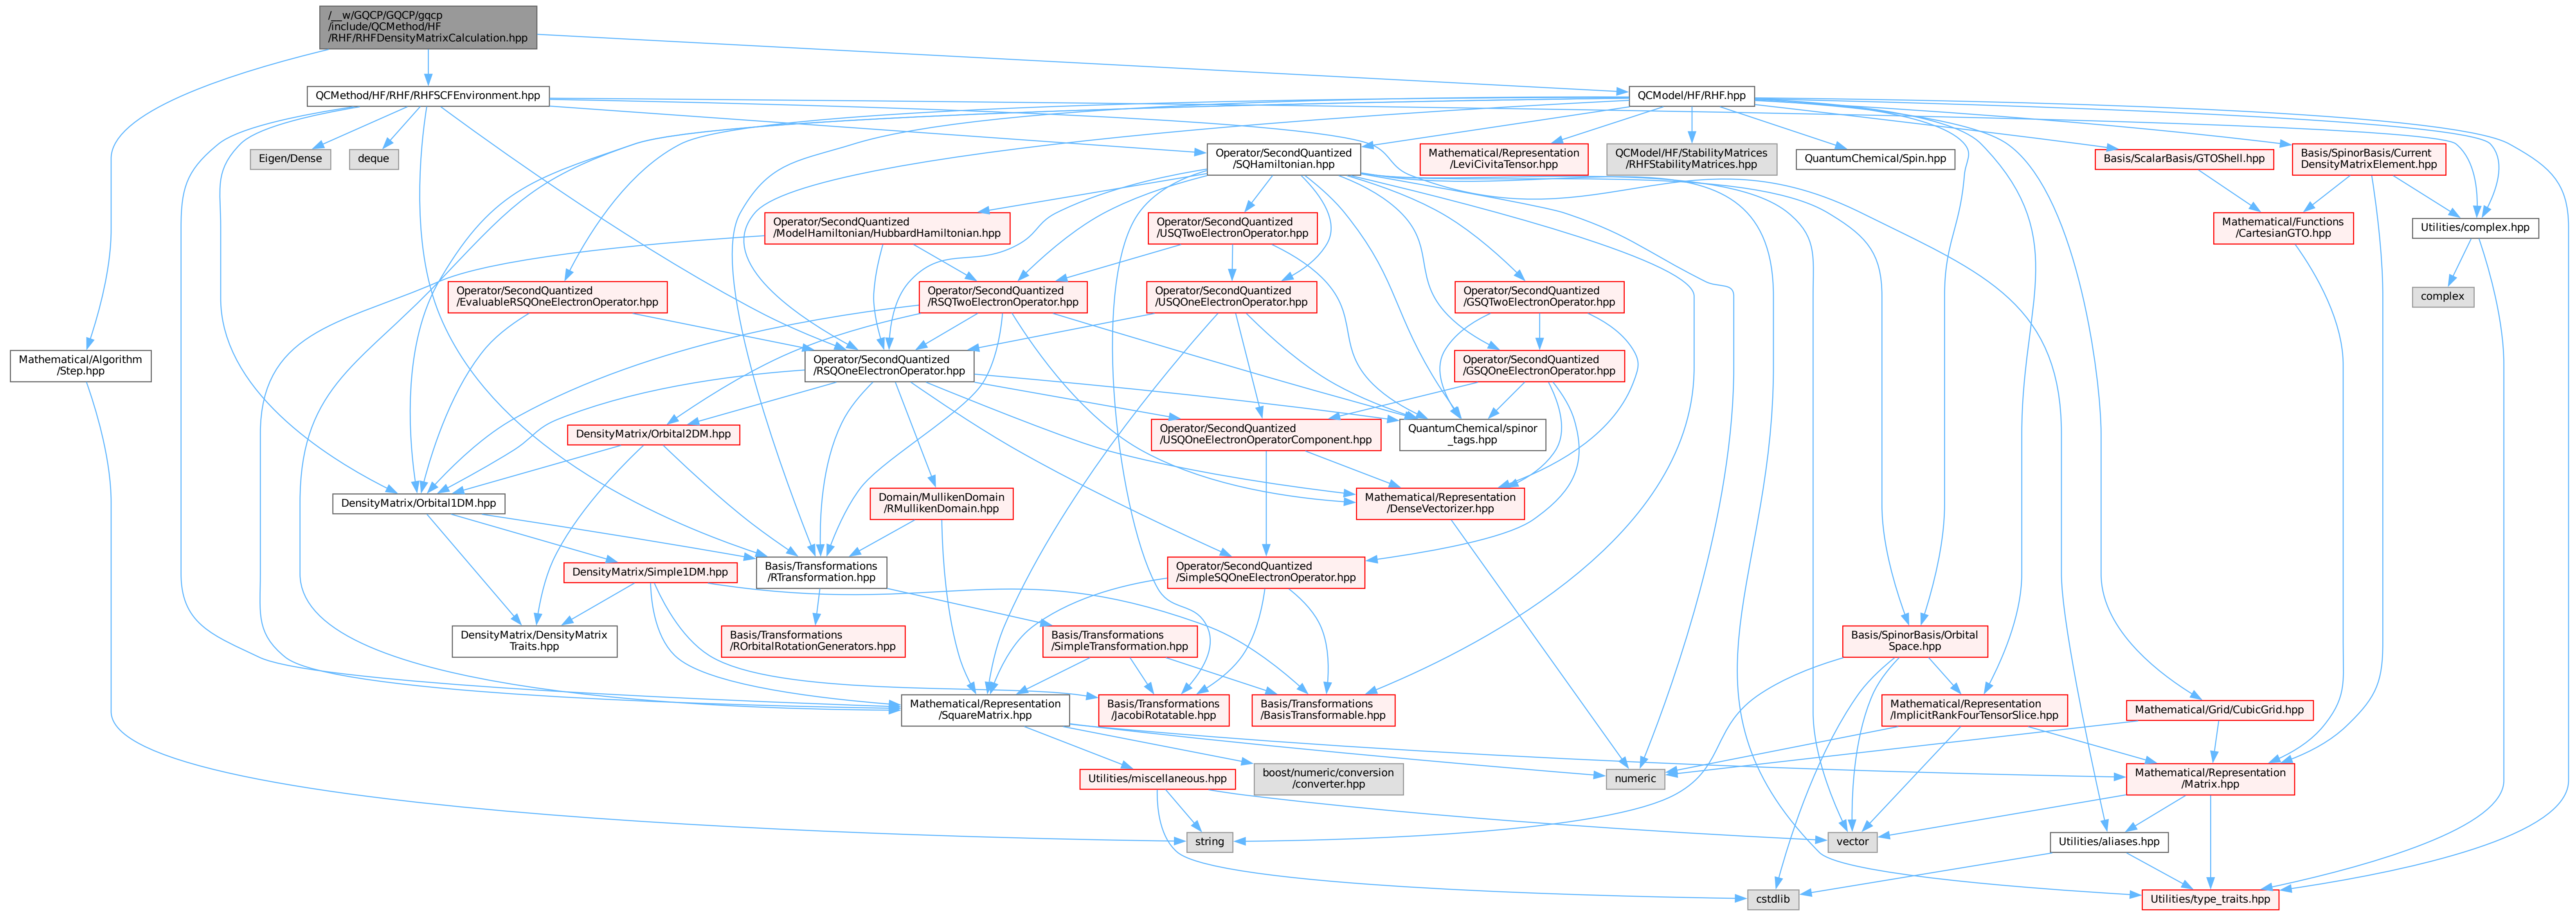 /__w/GQCP/GQCP/gqcp
/include/QCMethod/HF
/RHF/RHFDensityMatrixCalculation.hpp
QCMethod/HF/RHF/RHFSCFEnvironment.hpp
QCModel/HF/RHF.hpp
Eigen/Dense
deque
Operator/SecondQuantized
/SQHamiltonian.hpp
Mathematical/Representation
/LeviCivitaTensor.hpp
QCModel/HF/StabilityMatrices
/RHFStabilityMatrices.hpp
QuantumChemical/Spin.hpp
Basis/ScalarBasis/GTOShell.hpp
Basis/SpinorBasis/Current
DensityMatrixElement.hpp
Operator/SecondQuantized
/ModelHamiltonian/HubbardHamiltonian.hpp
Operator/SecondQuantized
/USQTwoElectronOperator.hpp
Mathematical/Functions
/CartesianGTO.hpp
Utilities/complex.hpp
Operator/SecondQuantized
/EvaluableRSQOneElectronOperator.hpp
Operator/SecondQuantized
/RSQTwoElectronOperator.hpp
Operator/SecondQuantized
/USQOneElectronOperator.hpp
Operator/SecondQuantized
/GSQTwoElectronOperator.hpp
complex
Mathematical/Algorithm
/Step.hpp
Operator/SecondQuantized
/RSQOneElectronOperator.hpp
Operator/SecondQuantized
/GSQOneElectronOperator.hpp
DensityMatrix/Orbital2DM.hpp
Operator/SecondQuantized
/USQOneElectronOperatorComponent.hpp
QuantumChemical/spinor
_tags.hpp
DensityMatrix/Orbital1DM.hpp
Domain/MullikenDomain
/RMullikenDomain.hpp
Mathematical/Representation
/DenseVectorizer.hpp
DensityMatrix/Simple1DM.hpp
Basis/Transformations
/RTransformation.hpp
Operator/SecondQuantized
/SimpleSQOneElectronOperator.hpp
DensityMatrix/DensityMatrix
Traits.hpp
Basis/Transformations
/ROrbitalRotationGenerators.hpp
Basis/Transformations
/SimpleTransformation.hpp
Basis/SpinorBasis/Orbital
Space.hpp
Mathematical/Representation
/SquareMatrix.hpp
Basis/Transformations
/JacobiRotatable.hpp
Basis/Transformations
/BasisTransformable.hpp
Mathematical/Representation
/ImplicitRankFourTensorSlice.hpp
Mathematical/Grid/CubicGrid.hpp
Utilities/miscellaneous.hpp
boost/numeric/conversion
/converter.hpp
numeric
Mathematical/Representation
/Matrix.hpp
string
vector
Utilities/aliases.hpp
cstdlib
Utilities/type_traits.hpp